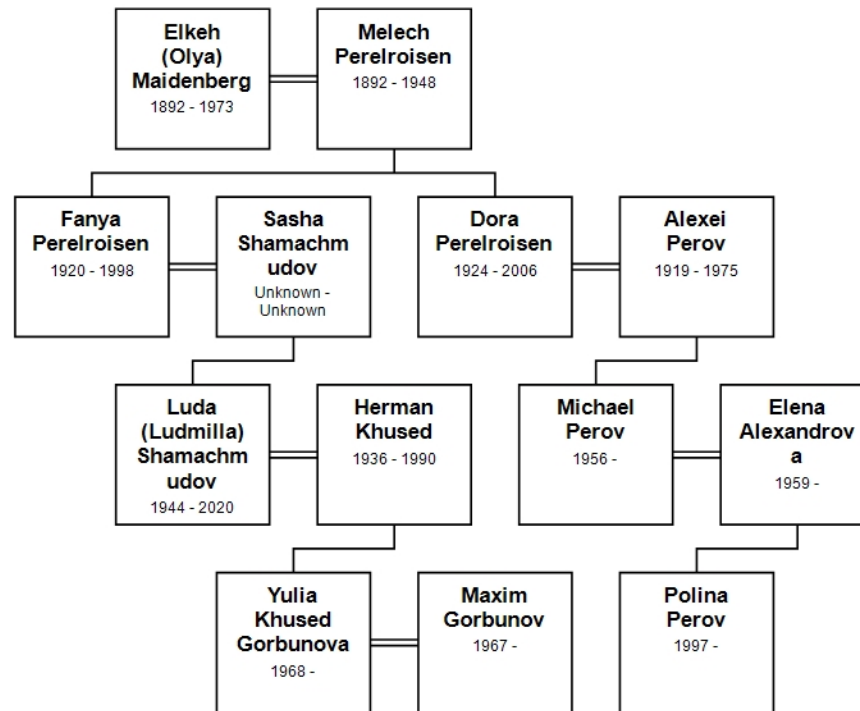 Elkeh
(Olya)
Maidenberg
1892 - 1973
Melech
Perelroisen
1892 - 1948
Fanya
Perelroisen
1920 - 1998
Sasha
Shamachm
udov
Unknown -
Unknown
Dora
Perelroisen
1924 - 2006
Alexei
Perov
1919 - 1975
Luda
(Ludmilla)
Shamachm
udov
1944 - 2020
Herman
Khused
1936 - 1990
Michael
Perov
1956 -
Elena
Alexandrov
a
1959 -
Yulia
Khused
Gorbunova
1968 -
Maxim
Gorbunov
1967 -
Polina
Perov
1997 -